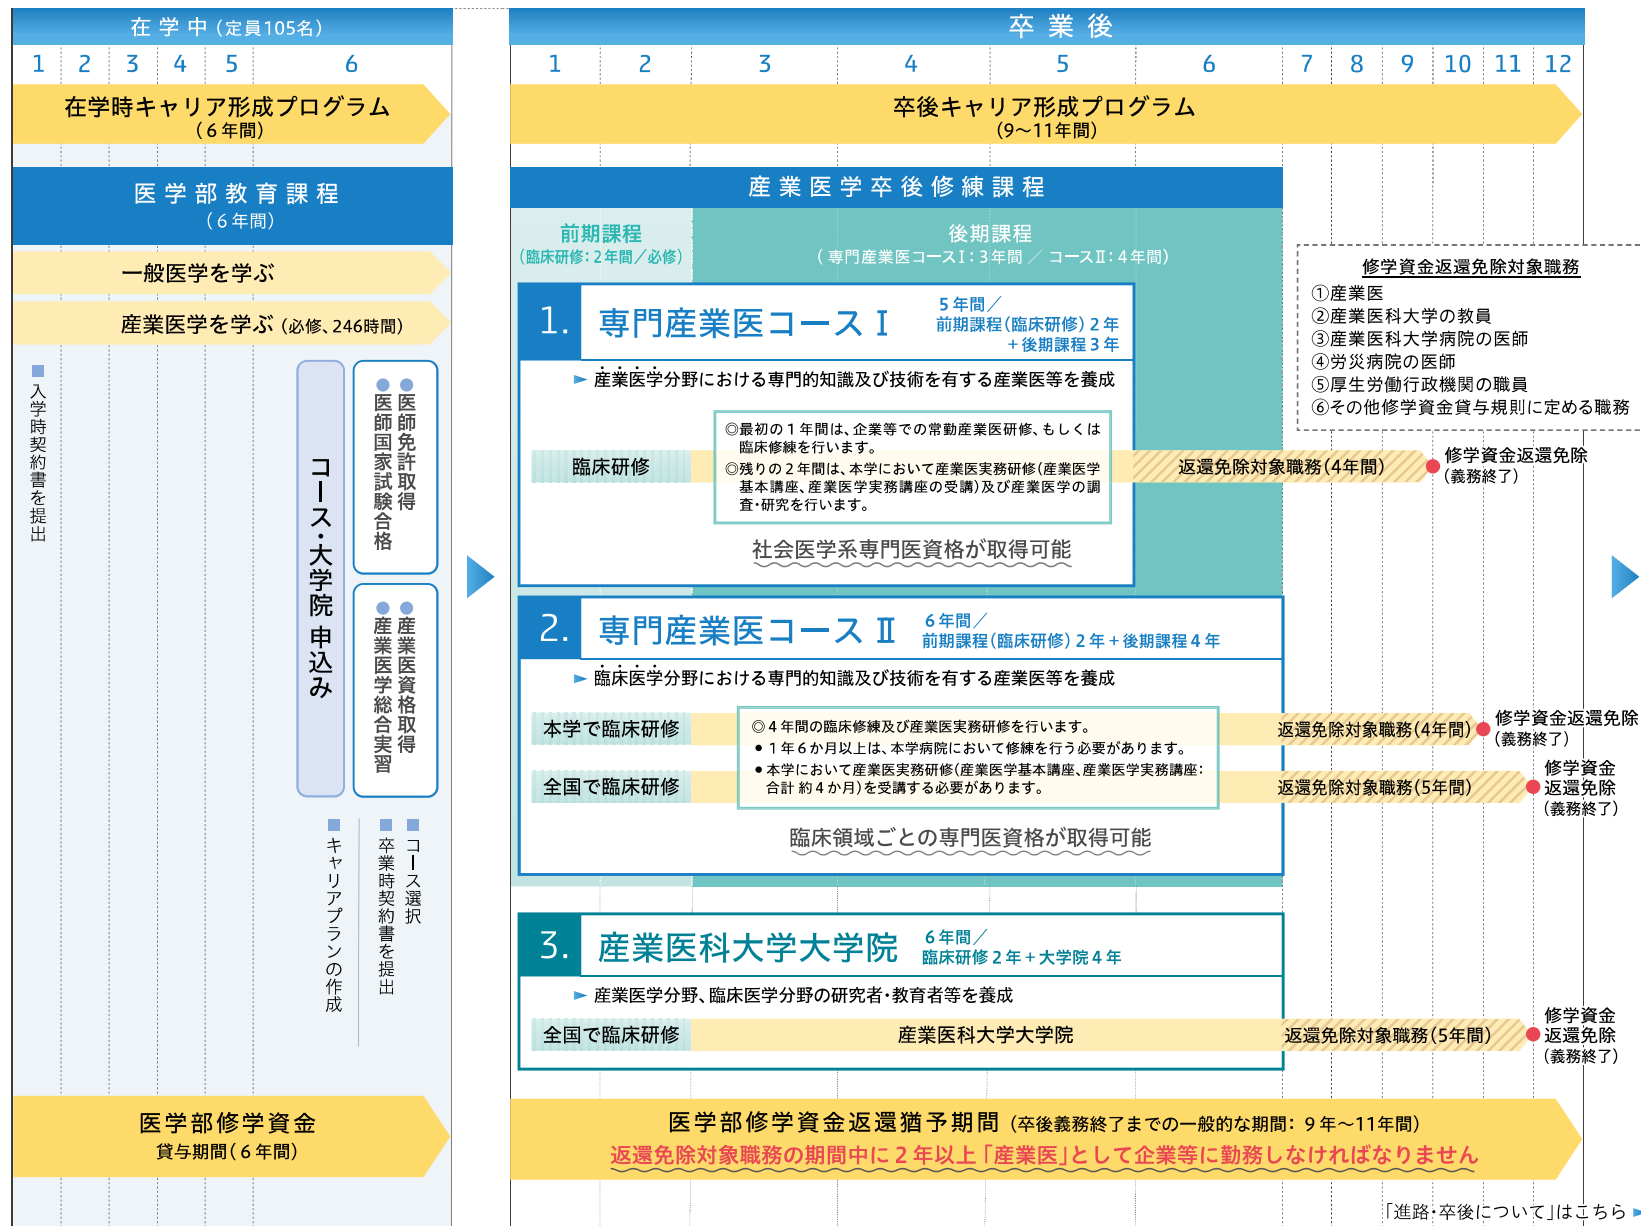 在学中（定員105名）
1 2 3 4 5 6
在学時キャリア形成プログラム
（6年間）
医学部教育課程
（6年間）
一般医学を学ぶ
産業医学を学ぶ（必修、246時間）
■入学時契約書を提出
コース・大学院 申込み
●医師免許取得
●医師国家試験合格
●産業医資格取得
●産業医学総合実習
■コース選択
■卒業時契約書を提出
■キャリアプランの作成
医学部修学資金
貸与期間（6年間）
卒業後
1 2 3 4 5 6 7 8 9 10 11 12
卒後キャリア形成プログラム
（9～11年間）
産業医学卒後修練課程
前期課程
（臨床研修：2年間／必修）
後期課程
（専門産業医コースⅠ：3年間 ／ コースⅡ：4年間）
修学資金返還免除対象職務
①産業医
②産業医科大学の教員
③産業医科大学病院の医師
④労災病院の医師
⑤厚生労働行政機関の職員
⑥その他修学資金貸与規則に定める職務
1. 専門産業医コース Ⅰ
5年間／
前期課程（臨床研修）2年
＋後期課程3年
►産業医学分野における専門的知識及び技術を有する産業医等を養成
臨床研修
◎最初の1年間は、企業等での常勤産業医研修、もしくは
臨床修練を行います。
◎残りの2年間は、本学において産業医実務研修（産業医学
基本講座、産業医学実務講座の受講）及び産業医学の調
査・研究を行います。
返還免除対象職務（4年間）
修学資金返還免除
（義務終了）
社会医学系専門医資格が取得可能
2. 専門産業医コース Ⅱ
6年間／
前期課程（臨床研修）2年＋後期課程4年
►臨床医学分野における専門的知識及び技術を有する産業医等を養成
本学で臨床研修
全国で臨床研修
◎4年間の臨床修練及び産業医実務研修を行います。
●1年6か月以上は、本学病院において修練を行う必要があります。
●本学において産業医実務研修（産業医学基本講座、産業医学実務講座：
合計 約4か月）を受講する必要があります。
返還免除対象職務（4年間）
修学資金返還免除
（義務終了）
返還免除対象職務（5年間）
修学資金
返還免除
（義務終了）
臨床領域ごとの専門医資格が取得可能
3. 産業医科大学大学院
6年間／
臨床研修2年＋大学院4年
►産業医学分野、臨床医学分野の研究者・教育者等を養成
全国で臨床研修
産業医科大学大学院
返還免除対象職務（5年間）
修学資金
返還免除
（義務終了）
医学部修学資金返還猶予期間（卒後義務終了までの一般的な期間：9年～11年間）
返還免除対象職務の期間中に2年以上「産業医」として企業等に勤務しなければなりません
「進路・卒後について」はこちら►